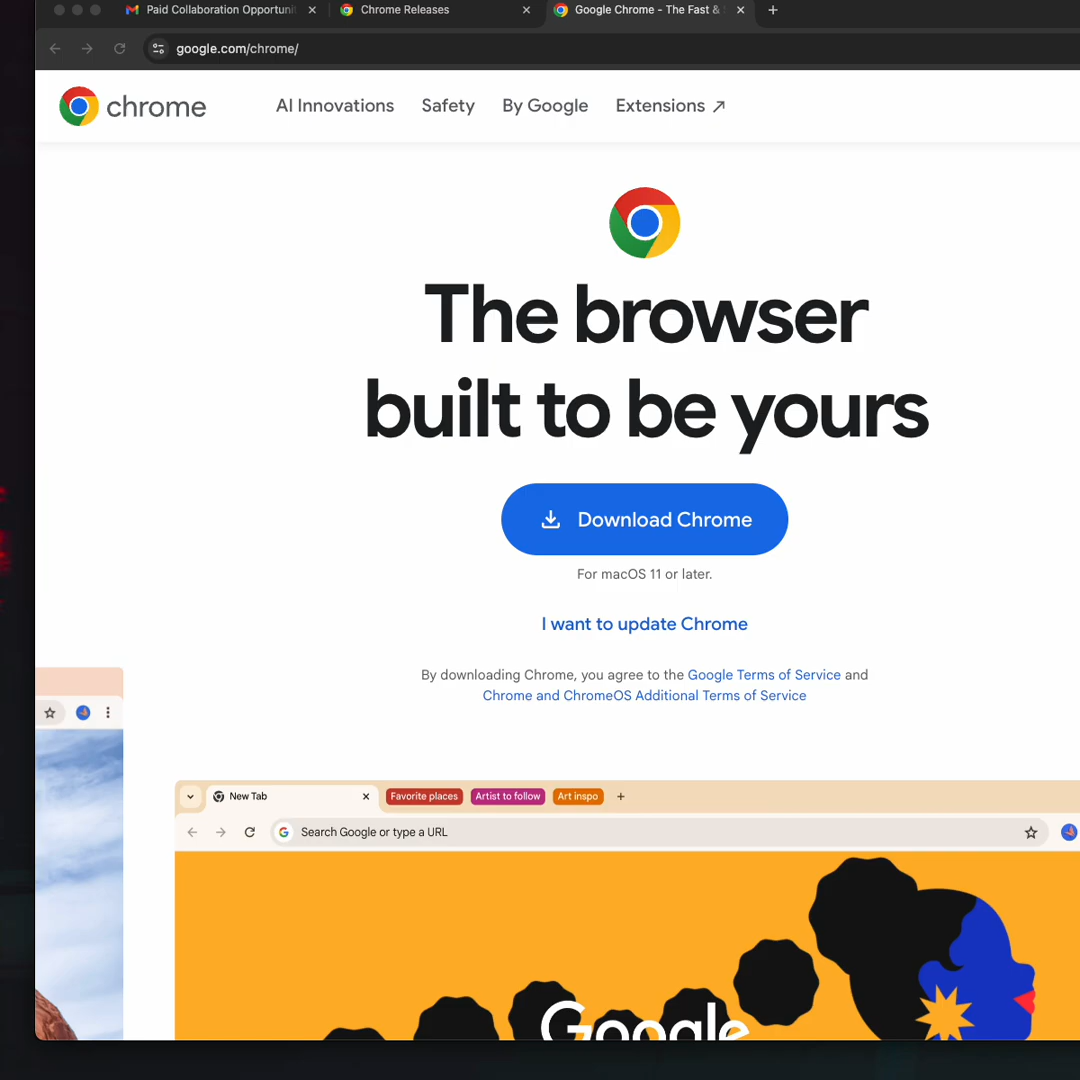 Paid Collaboration Opportuni
Chrome Releases
Google Chrome - The Fast &
google.com/chrome/
chrome
AI Innovations
Safety
By Google
Extensions
The browser
built to be yours
Download Chrome
For macOS 11 or later.
I want to update Chrome
By downloading Chrome, you agree to the Google Terms of Service and
Chrome and ChromeOS Additional Terms of Service
New Tab
Favorite places
Artist to follow
Art inspo
Search Google or type a URL
Google